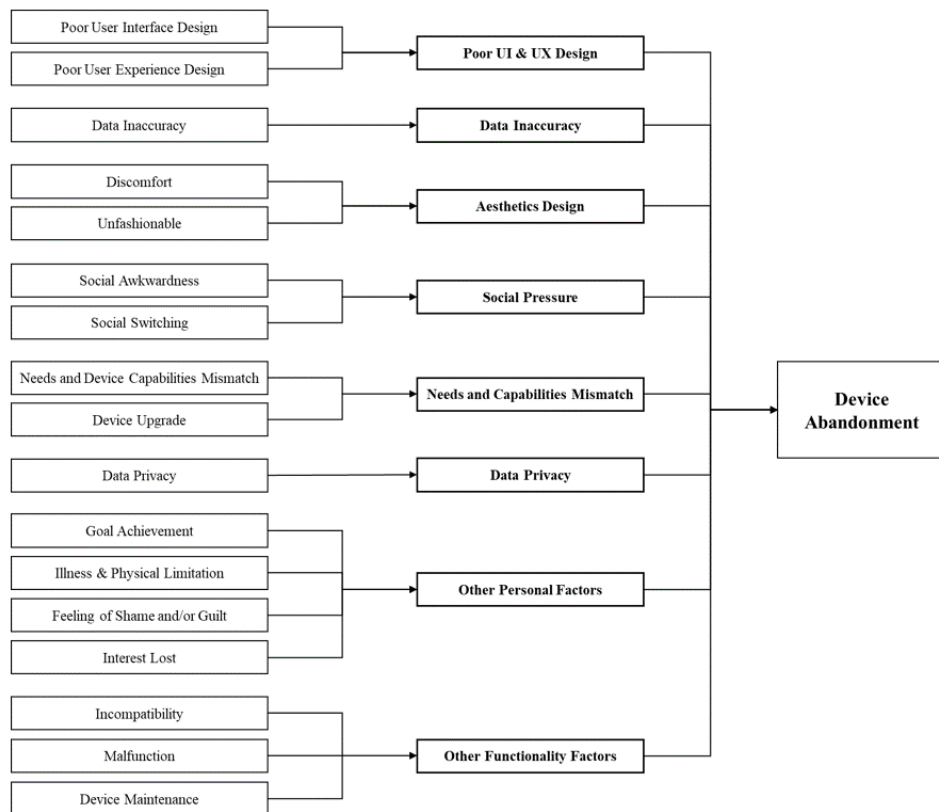 Poor User Interface Design
Poor User Experience Design
Poor UI & UX Design
Data Inaccuracy
Data Inaccuracy
Discomfort
Unfashionable
Aesthetics Design
Social Awkwardness
Social Switching
Social Pressure
Needs and Device Capabilities Mismatch
Device Upgrade
Needs and Capabilities Mismatch
Data Privacy
Data Privacy
Goal Achievement
Illness & Physical Limitation
Feeling of Shame and/or Guilt
Interest Lost
Other Personal Factors
Incompatibility
Malfunction
Device Maintenance
Other Functionality Factors
Device
Abandonment